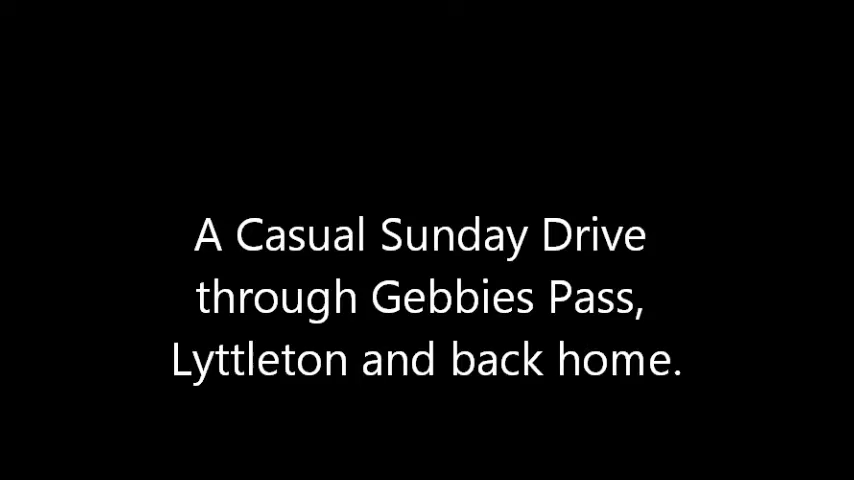 A Casual Sunday Drive
through Gebbies Pass,
Lyttleton and back home.